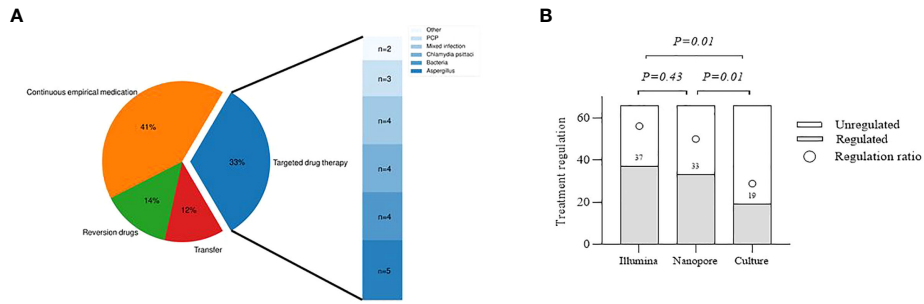 A
Continuous empirical medication
41%
33%
Targeted drug therapy
14%
Reversion drugs
12%
Transfer
n=2
n=3
n=4
n=4
n=4
n=5
Other
PCP
Mixed infection
Chlamydia psittaci
Bacteria
Aspergillus
B
P=0.01
P=0.43
P=0.01
Treatment regulation
60
40
20
0
37
33
19
Illumina
Nanopore
Culture
Unregulated
Regulated
Regulation ratio